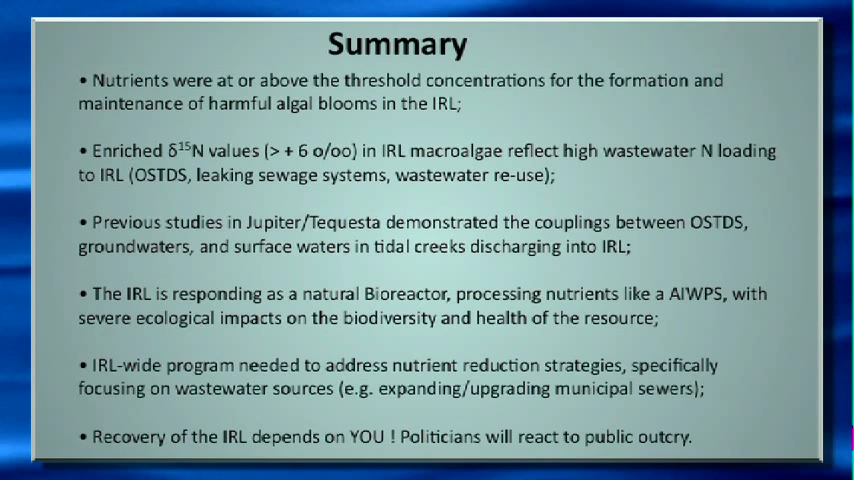 Summary
• Nutrients were at or above the threshold concentrations for the formation and
maintenance of harmful algal blooms in the IRL;
• Enriched δ¹⁵N values (> + 6 o/oo) in IRL macroalgae reflect high wastewater N loading
to IRL (OSTDS, leaking sewage systems, wastewater re-use);
• Previous studies in Jupiter/Tequesta demonstrated the couplings between OSTDS,
groundwaters, and surface waters in tidal creeks discharging into IRL;
• The IRL is responding as a natural Bioreactor, processing nutrients like a AIWPS, with
severe ecological impacts on the biodiversity and health of the resource;
• IRL-wide program needed to address nutrient reduction strategies, specifically
focusing on wastewater sources (e.g. expanding/upgrading municipal sewers);
• Recovery of the IRL depends on YOU ! Politicians will react to public outcry.